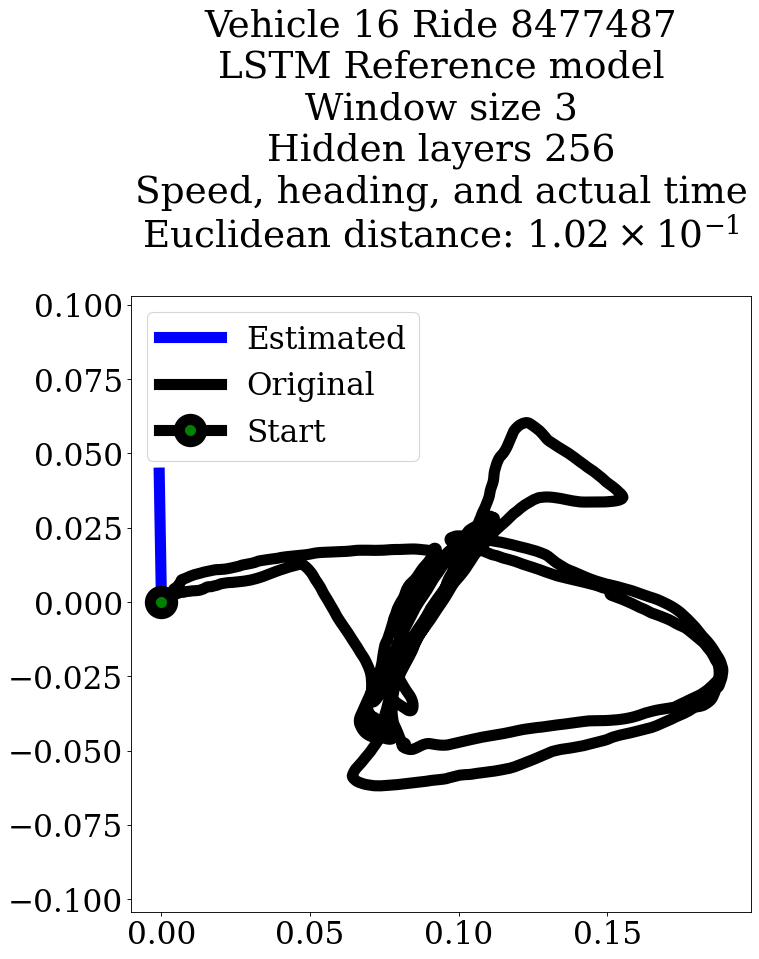 Vehicle 16 Ride 8477487
LSTM Reference model
Window size 3
Hidden layers 256
Speed, heading, and actual time
Euclidean distance: 1.02 × 10⁻¹
Estimated
Original
Start
0.100
0.075
0.050
0.025
0.000
−0.025
−0.050
−0.075
−0.100
0.00 0.05 0.10 0.15